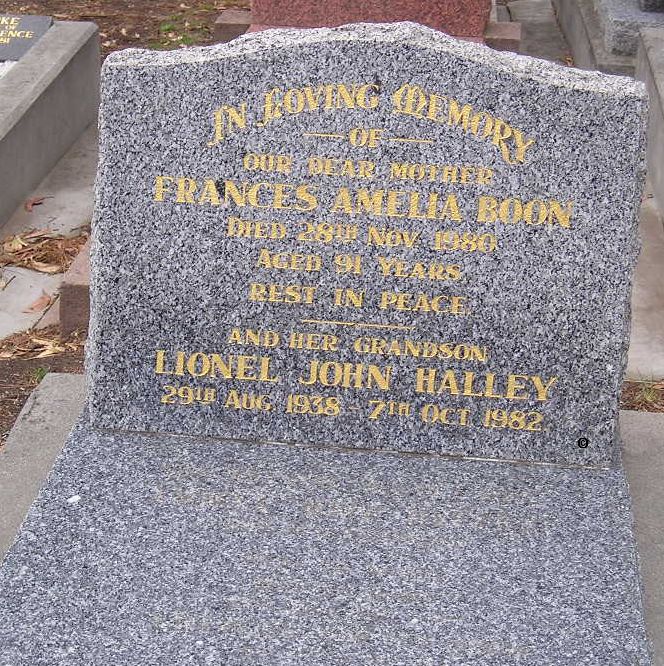 IN LOVING MEMORY
OF
OUR DEAR MOTHER
FRANCES AMELIA BOON
DIED 28TH NOV. 1980
AGED 91 YEARS
REST IN PEACE.
AND HER GRANDSON
LIONEL JOHN HALLEY
29TH AUG. 1938 - 7TH OCT. 1982